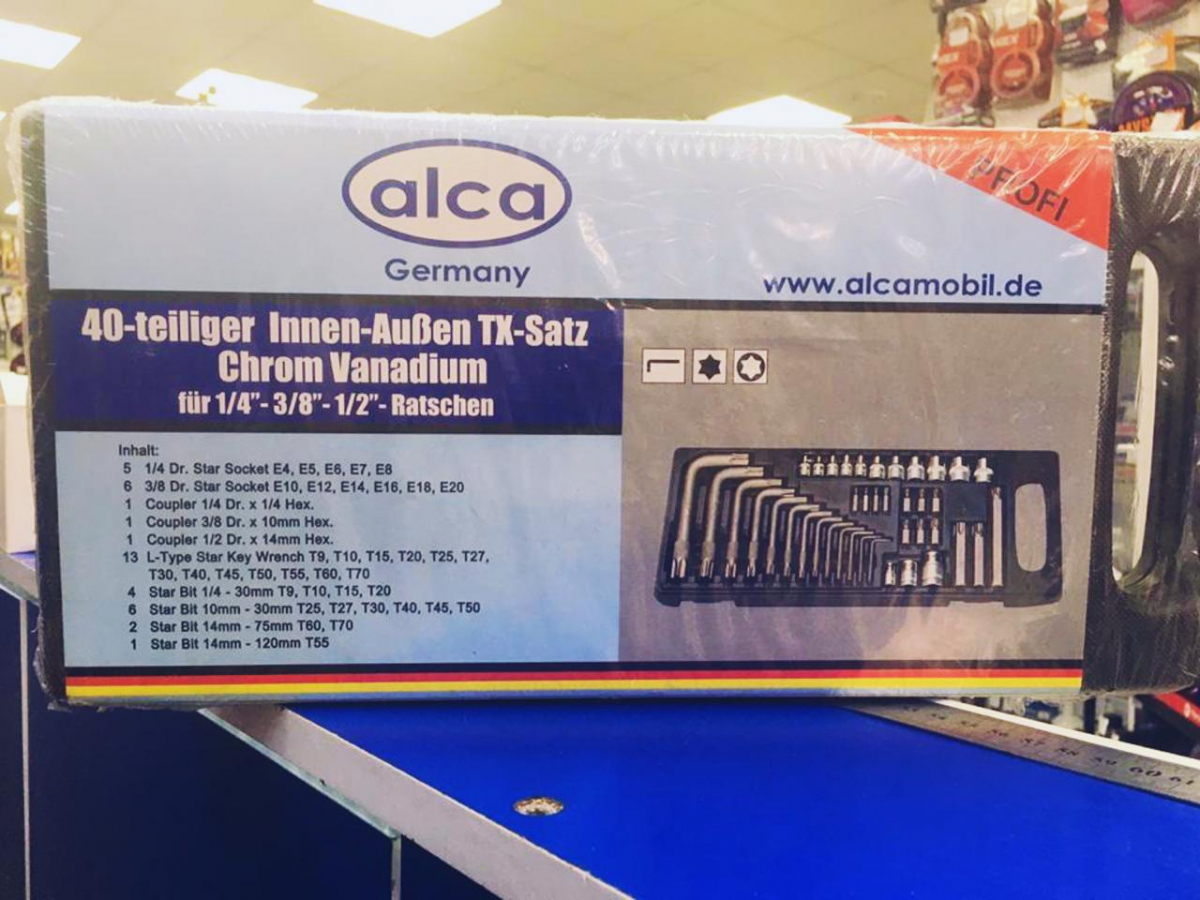 alca
Germany
PROFI
www.alcamobil.de
40-teiliger Innen-Außen TX-Satz
Chrom Vanadium
für 1/4”- 3/8”- 1/2”- Ratschen
Inhalt:
5 1/4 Dr. Star Socket E4, E5, E6, E7, E8
6 3/8 Dr. Star Socket E10, E12, E14, E16, E18, E20
1 Coupler 1/4 Dr. x 1/4 Hex.
1 Coupler 3/8 Dr. x 10mm Hex.
1 Coupler 1/2 Dr. x 14mm Hex.
13 L-Type Star Key Wrench T9, T10, T15, T20, T25, T27,
T30, T40, T45, T50, T55, T60, T70
4 Star Bit 1/4 - 30mm T9, T10, T15, T20
6 Star Bit 10mm - 30mm T25, T27, T30, T40, T45, T50
2 Star Bit 14mm - 75mm T60, T70
1 Star Bit 14mm - 120mm T55
56 57 58 59 60 61